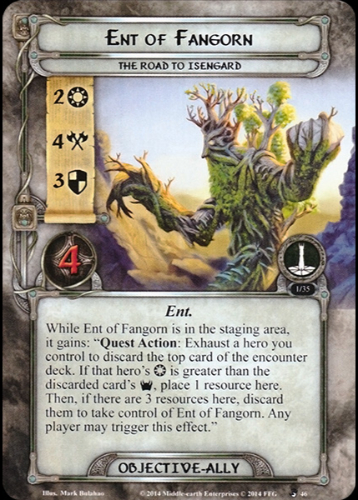 ENT OF FANGORN
THE ROAD TO ISENGARD
2
4
3
4
1/35
Ent.
While Ent of Fangorn is in the staging area,
it gains: “Quest Action: Exhaust a hero you
control to discard the top card of the encounter
deck. If that hero's is greater than the
discarded card's , place 1 resource here.
Then, if there are 3 resources here, discard
them to take control of Ent of Fangorn. Any
player may trigger this effect.”
OBJECTIVE-ALLY
Illus. Mark Bulahao © 2014 Middle-earth Enterprises © 2014 FFG 46